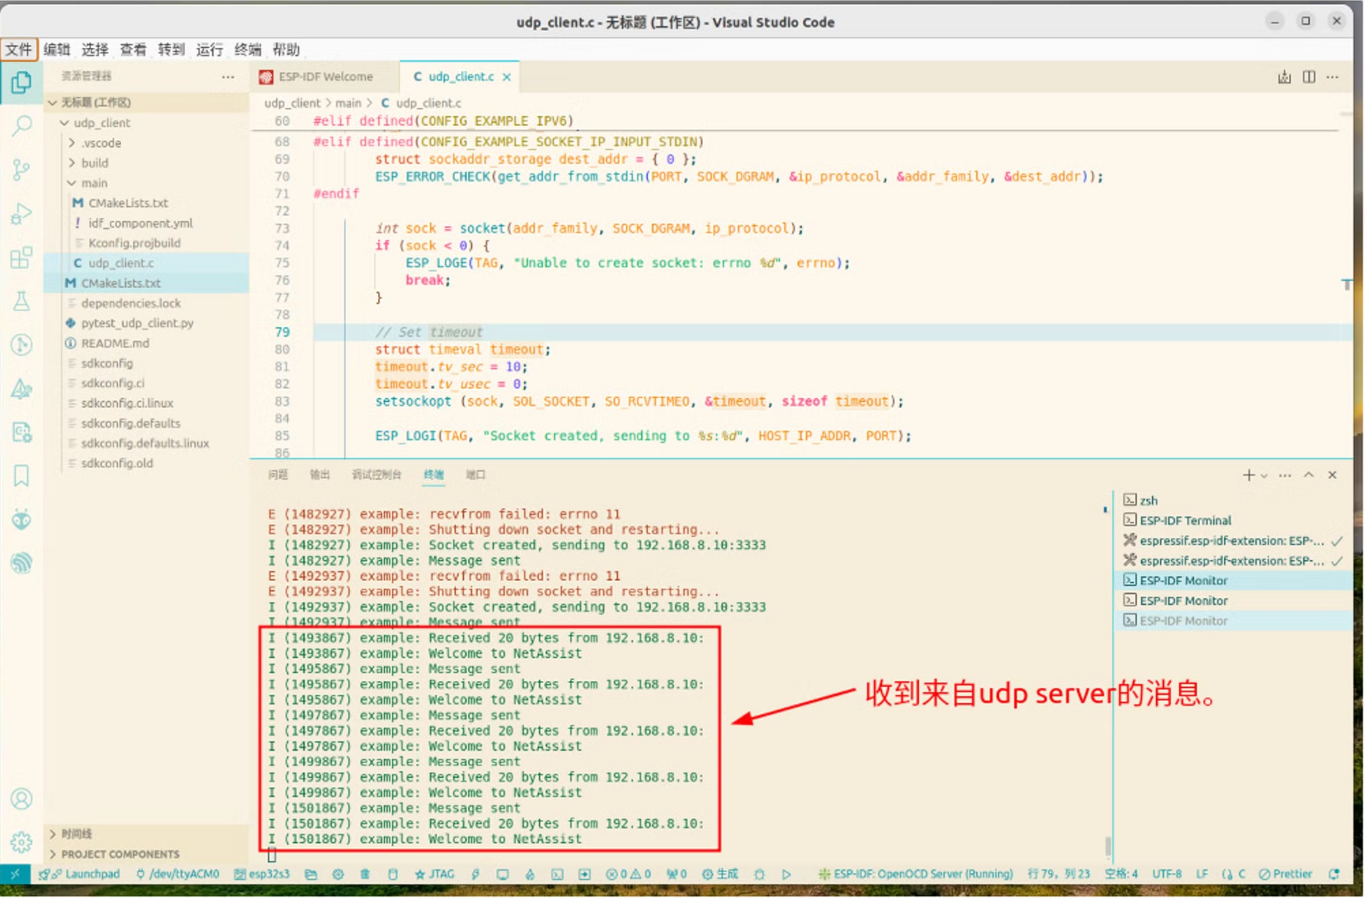 udp_client.c - 无标题 (工作区) - Visual Studio Code
文件 编辑 选择 查看 转到 运行 终端 帮助
资源管理器
无标题 (工作区)
udp_client
.vscode
build
main
CMakeLists.txt
idf_component.yml
Kconfig.projbuild
udp_client.c
CMakeLists.txt
dependencies.lock
pytest_udp_client.py
README.md
sdkconfig
sdkconfig.ci
sdkconfig.ci.linux
sdkconfig.defaults
sdkconfig.defaults.linux
sdkconfig.old
时间线
PROJECT COMPONENTS
ESP-IDF Welcome
C udp_client.c
udp_client > main > C udp_client.c
60 #elif defined(CONFIG_EXAMPLE_IPV6)
68 #elif defined(CONFIG_EXAMPLE_SOCKET_IP_INPUT_STDIN)
69 struct sockaddr_storage dest_addr = { 0 };
70 ESP_ERROR_CHECK(get_addr_from_stdin(PORT, SOCK_DGRAM, &ip_protocol, &addr_family, &dest_addr));
71 #endif
72
73 int sock = socket(addr_family, SOCK_DGRAM, ip_protocol);
74 if (sock < 0) {
75 ESP_LOGE(TAG, "Unable to create socket: errno %d", errno);
76 break;
77 }
78
79 // Set timeout
80 struct timeval timeout;
81 timeout.tv_sec = 10;
82 timeout.tv_usec = 0;
83 setsockopt (sock, SOL_SOCKET, SO_RCVTIMEO, &timeout, sizeof timeout);
84
85 ESP_LOGI(TAG, "Socket created, sending to %s:%d", HOST_IP_ADDR, PORT);
86
问题 输出 调试控制台 终端 端口
E (1482927) example: recvfrom failed: errno 11
E (1482927) example: Shutting down socket and restarting...
I (1482927) example: Socket created, sending to 192.168.8.10:3333
I (1482927) example: Message sent
E (1492937) example: recvfrom failed: errno 11
E (1492937) example: Shutting down socket and restarting...
I (1492937) example: Socket created, sending to 192.168.8.10:3333
I (1492937) example: Message sent
I (1493867) example: Received 20 bytes from 192.168.8.10:
I (1493867) example: Welcome to NetAssist
I (1495867) example: Message sent
I (1495867) example: Received 20 bytes from 192.168.8.10:
I (1495867) example: Welcome to NetAssist
I (1497867) example: Message sent
I (1497867) example: Received 20 bytes from 192.168.8.10:
I (1497867) example: Welcome to NetAssist
I (1499867) example: Message sent
I (1499867) example: Received 20 bytes from 192.168.8.10:
I (1499867) example: Welcome to NetAssist
I (1501867) example: Message sent
I (1501867) example: Received 20 bytes from 192.168.8.10:
I (1501867) example: Welcome to NetAssist
收到来自udp server的消息。
zsh
ESP-IDF Terminal
espressif.esp-idf-extension: ESP-...
espressif.esp-idf-extension: ESP-...
ESP-IDF Monitor
ESP-IDF Monitor
ESP-IDF Monitor
Launchpad /dev/ttyACM0 esp32s3 JTAG 0 0 0 生成 ESP-IDF: OpenOCD Server (Running) 行 79，列 23 空格: 4 UTF-8 LF C Prettier